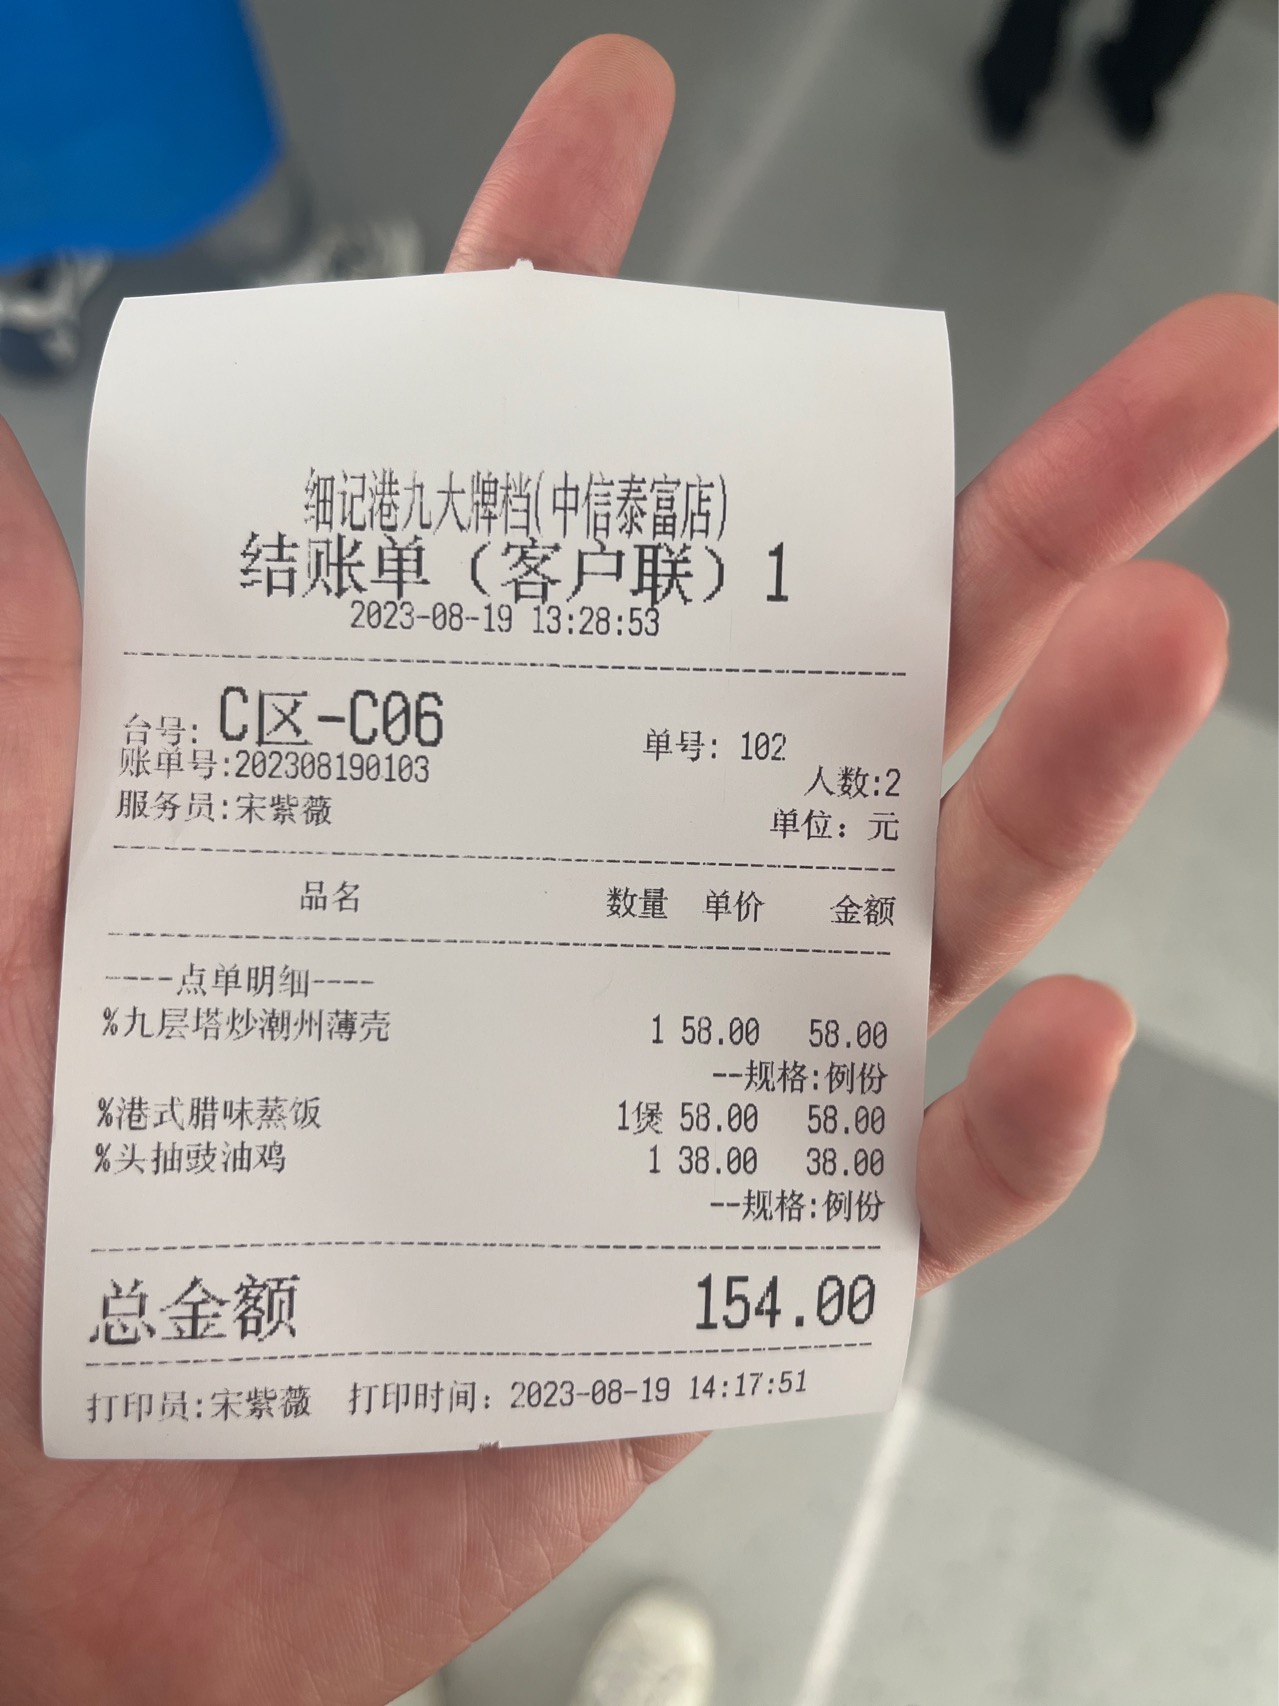 细记港九大牌档(中信泰富店)
结账单（客户联）1
2023-08-19 13:28:53
台号: C区-C06 单号: 102
账单号:202308190103 人数:2
服务员:宋紫薇 单位: 元
品名 数量 单价 金额
----点单明细----
%九层塔炒潮州薄壳 1 58.00 58.00
--规格:例份
%港式腊味蒸饭 1煲 58.00 58.00
%头抽豉油鸡 1 38.00 38.00
--规格:例份
总金额 154.00
打印员:宋紫薇 打印时间: 2023-08-19 14:17:51